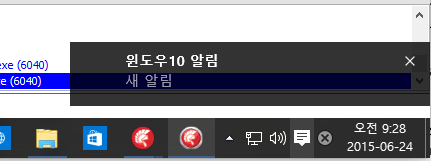 exe (6040)
e (6040)
윈도우10 알림
새 알림
오전 9:28
2015-06-24